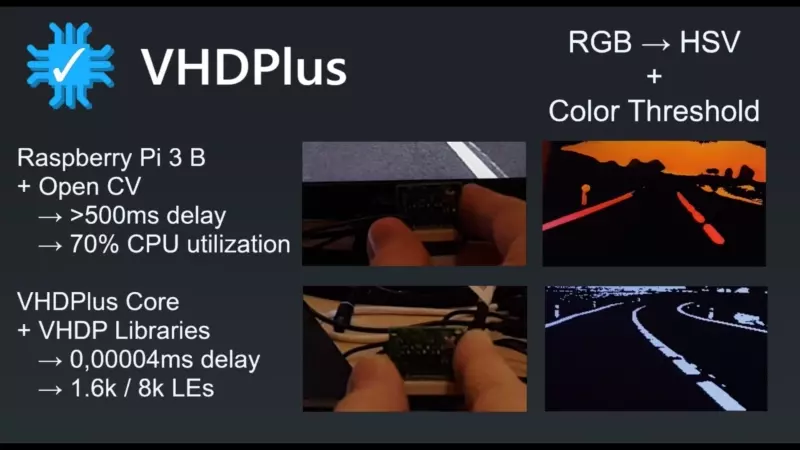 VHDPlus
RGB → HSV
+
Color Threshold
Raspberry Pi 3 B
+ Open CV
→ >500ms delay
→ 70% CPU utilization
VHDPlus Core
+ VHDP Libraries
→ 0,00004ms delay
→ 1.6k / 8k LEs